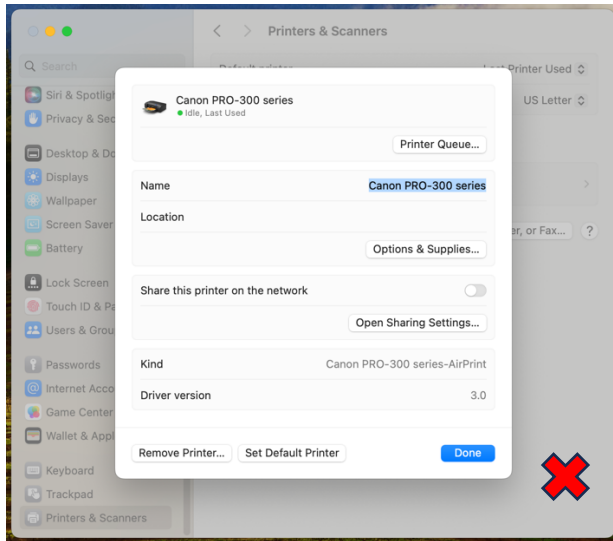 Printers & Scanners
Search
Default printer
Last Printer Used
Siri & Spotligh
US Letter
Privacy & Sec
Desktop & Do
Displays
Wallpaper
Screen Saver
er, or Fax...
?
Battery
Lock Screen
Touch ID & Pa
Users & Grou
Passwords
Internet Acco
Game Center
Wallet & Appl
Keyboard
Trackpad
Printers & Scanners
Canon PRO-300 series
Idle, Last Used
Printer Queue...
Name Canon PRO-300 series
Location
Options & Supplies...
Share this printer on the network
Open Sharing Settings...
Kind Canon PRO-300 series-AirPrint
Driver version 3.0
Remove Printer... Set Default Printer Done